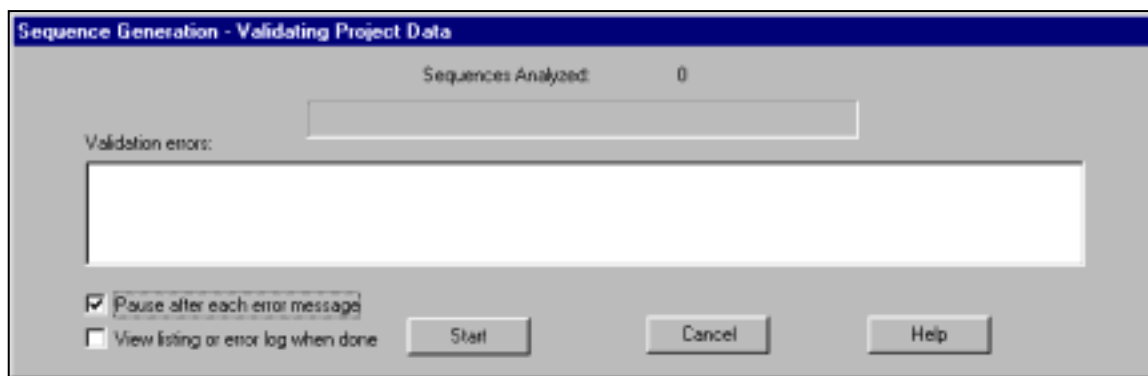 Sequence Generation - Validating Project Data
Sequences Analyzed: 0
Validation errors:
Pause after each error message
View listing or error log when done
Start
Cancel
Help